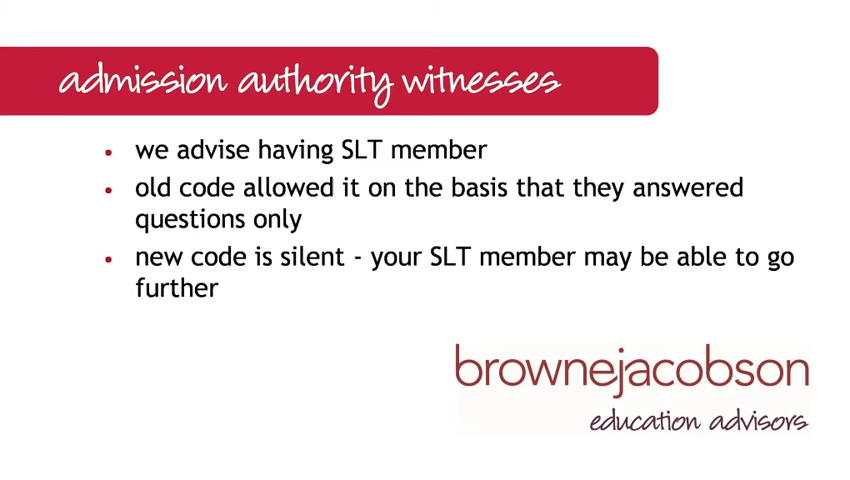 admission authority witnesses
• we advise having SLT member
• old code allowed it on the basis that they answered
questions only
• new code is silent - your SLT member may be able to go
further
brownejacobson
education advisors